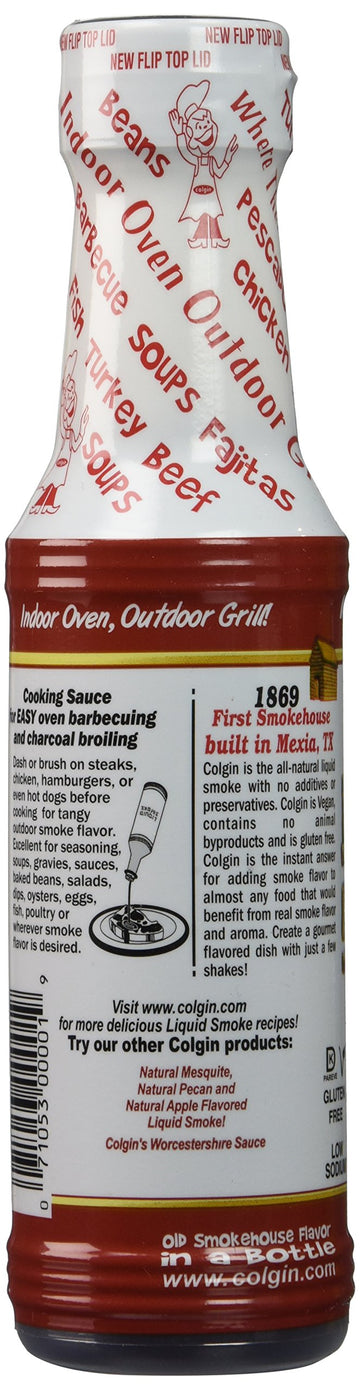 NEW FLIP TOP LID
NEW FLIP TOP LID
NEW FLIP TOP LID
Beans
Indoor Oven Outdoor
Barbecue Soups Fajitas
Fish Turkey Beef
Soups
Chicken
colgin
Indoor Oven, Outdoor Grill!
Cooking Sauce
for EASY oven barbecuing
and charcoal broiling
Dash or brush on steaks,
chicken, hamburgers, or
even hot dogs before
cooking for tangy
outdoor smoke flavor.
Excellent for seasoning,
soups, gravies, sauces,
baked beans, salads,
dips, oysters, eggs,
fish, poultry or
wherever smoke
flavor is desired.
1869
First Smokehouse
built in Mexia, TX
Colgin is the all-natural liquid
smoke with no additives or
preservatives. Colgin is Vegan,
contains no animal
byproducts and is gluten free.
Colgin is the instant answer
for adding smoke flavor to
almost any food that would
benefit from real smoke flavor
and aroma. Create a gourmet
flavored dish with just a few
shakes!
Visit www.colgin.com
for more delicious Liquid Smoke recipes!
Try our other Colgin products:
Natural Mesquite,
Natural Pecan and
Natural Apple Flavored
Liquid Smoke!
Colgin's Worcestershire Sauce
0 71053 00001 9
K
PAREVE
GLUTEN
FREE
LOW
SODIUM
Old Smokehouse Flavor
in a Bottle
www.colgin.com